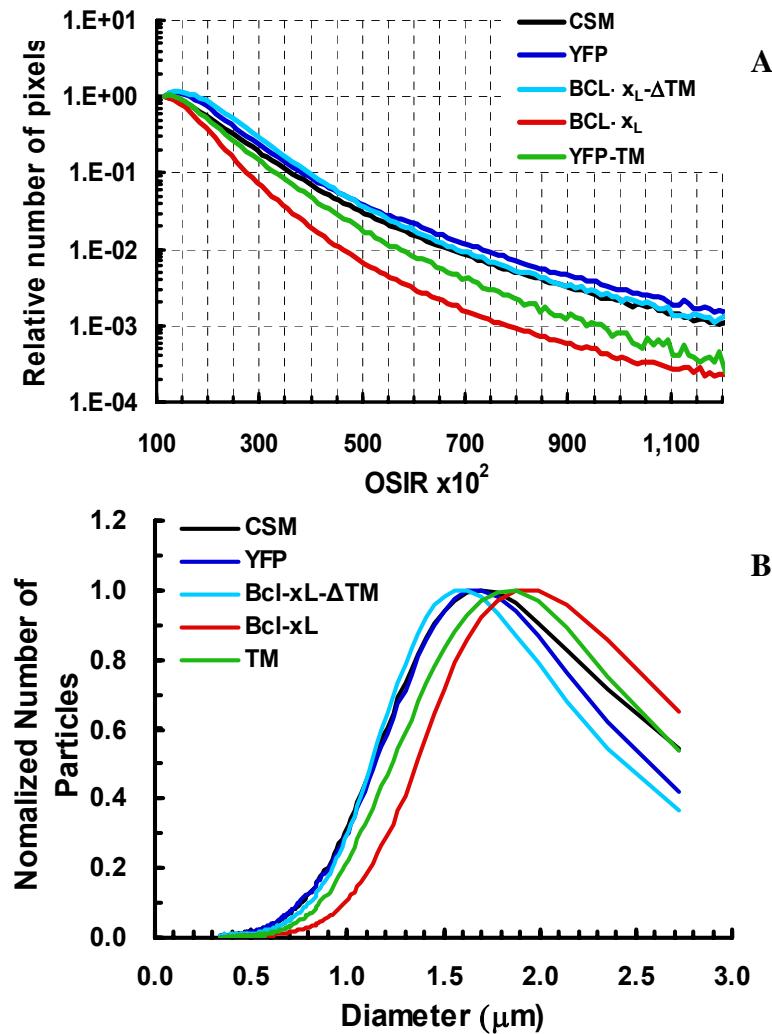 A
Relative number of pixels
1.E+01
1.E+00
1.E-01
1.E-02
1.E-03
1.E-04
CSM
YFP
BCL· xL-ΔTM
BCL· xL
YFP-TM
100 300 500 700 900 1,100
OSIR x10²
B
Nomalized Number of
Particles
1.2
1.0
0.8
0.6
0.4
0.2
0.0
CSM
YFP
Bcl-xL-ΔTM
Bcl-xL
TM
0.0 0.5 1.0 1.5 2.0 2.5 3.0
Diameter (μm)